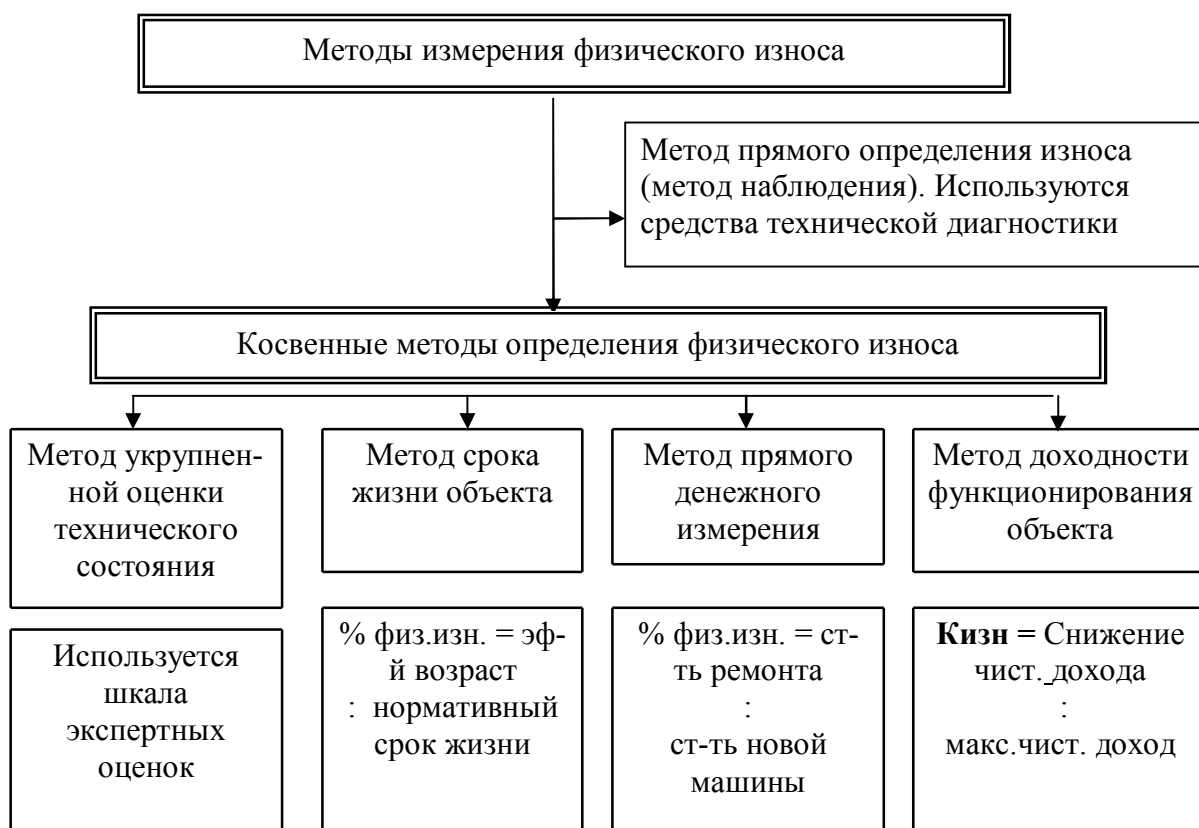 Методы измерения физического износа
Метод прямого определения износа
(метод наблюдения). Используются
средства технической диагностики
Косвенные методы определения физического износа
Метод укрупнен-
ной оценки
технического
состояния
Метод срока
жизни объекта
Метод прямого
денежного
измерения
Метод доходности
функционирования
объекта
Используется
шкала
экспертных
оценок
% физ.изн. = эф-
й возраст
: нормативный
срок жизни
% физ.изн. = ст-
ть ремонта
:
ст-ть новой
машины
Кизн = Снижение
чист. дохода
:
макс.чист. доход